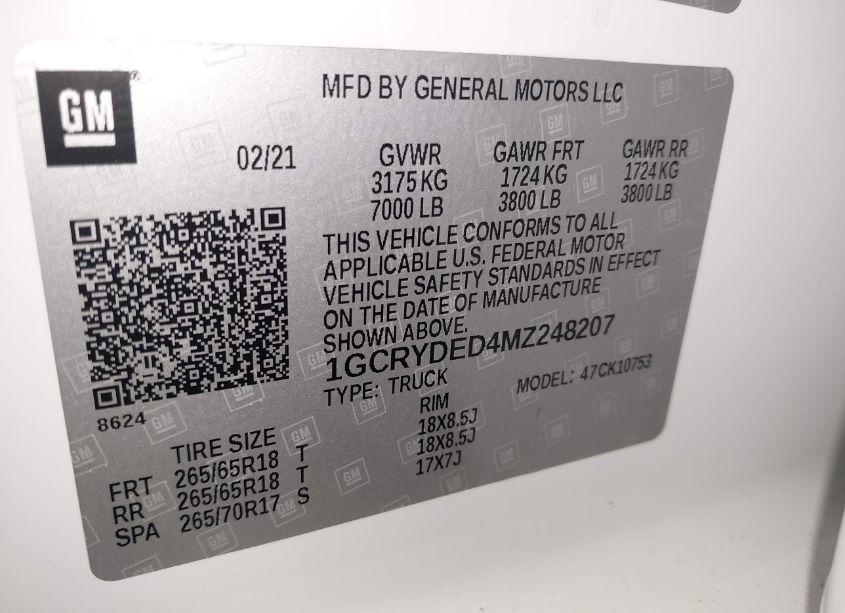 GM
MFD BY GENERAL MOTORS LLC
02/21 GVWR GAWR FRT GAWR RR
3175 KG 1724 KG 1724 KG
7000 LB 3800 LB 3800 LB
THIS VEHICLE CONFORMS TO ALL
APPLICABLE U.S. FEDERAL MOTOR
VEHICLE SAFETY STANDARDS IN EFFECT
ON THE DATE OF MANUFACTURE
SHOWN ABOVE.
1GCRYDED4MZ248207
TYPE: TRUCK MODEL: 47CK10753
8624
TIRE SIZE RIM
FRT 265/65R18 T 18X8.5J
RR 265/65R18 T 18X8.5J
SPA 265/70R17 S 17X7J